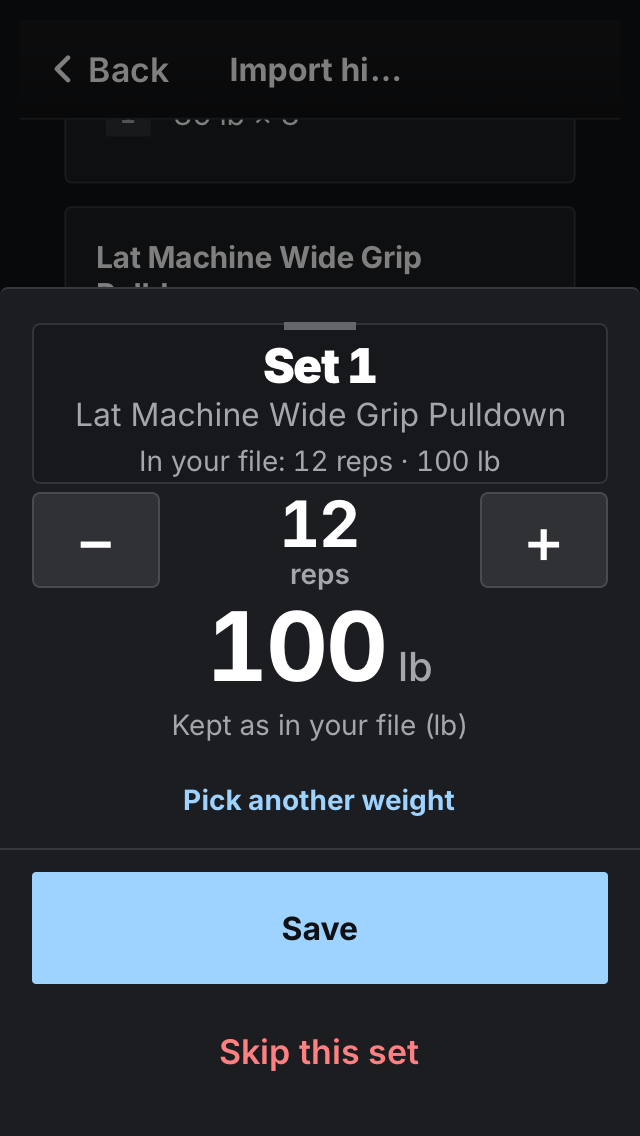 Back
Import hi...
Lat Machine Wide Grip
Set 1
Lat Machine Wide Grip Pulldown
In your file: 12 reps · 100 lb
− 12 +
reps
100 lb
Kept as in your file (lb)
Pick another weight
Save
Skip this set